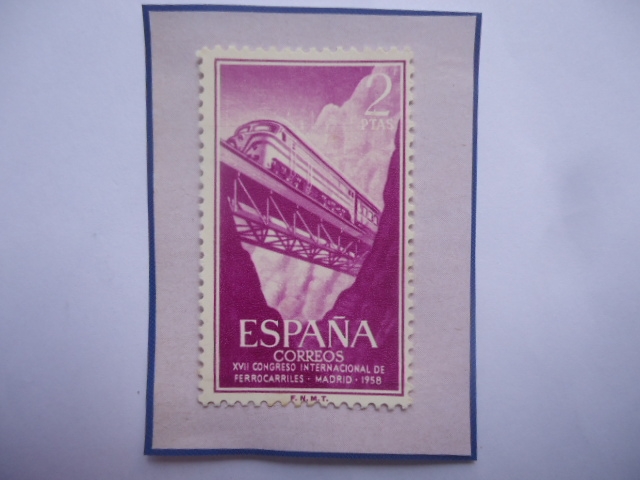 2
PTAS
ESPAÑA
CORREOS
XVII CONGRESO INTERNACIONAL DE
FERROCARRILES - MADRID - 1958
F.N.M.T.